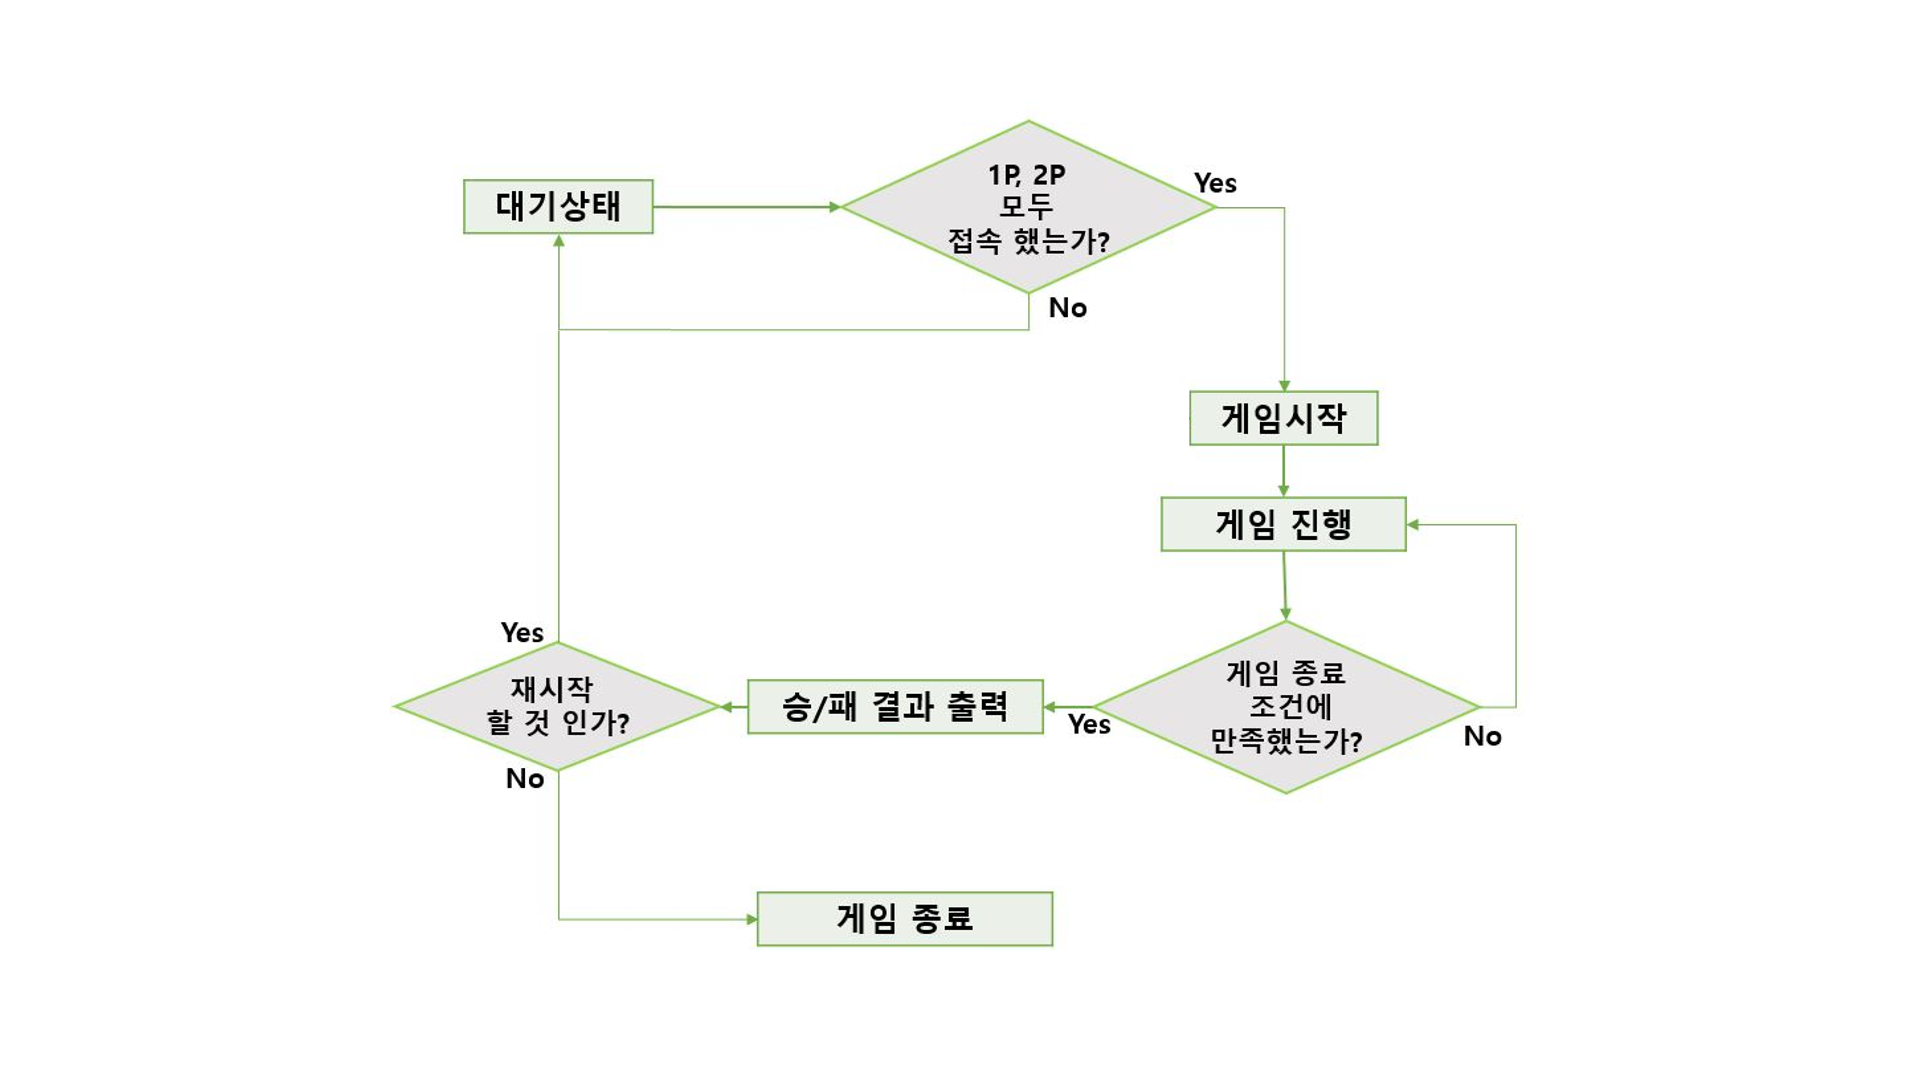 대기상태
1P, 2P
모두
접속 했는가?
Yes
No
게임시작
게임 진행
게임 종료
조건에
만족했는가?
No
Yes
승/패 결과 출력
재시작
할 것 인가?
Yes
No
게임 종료